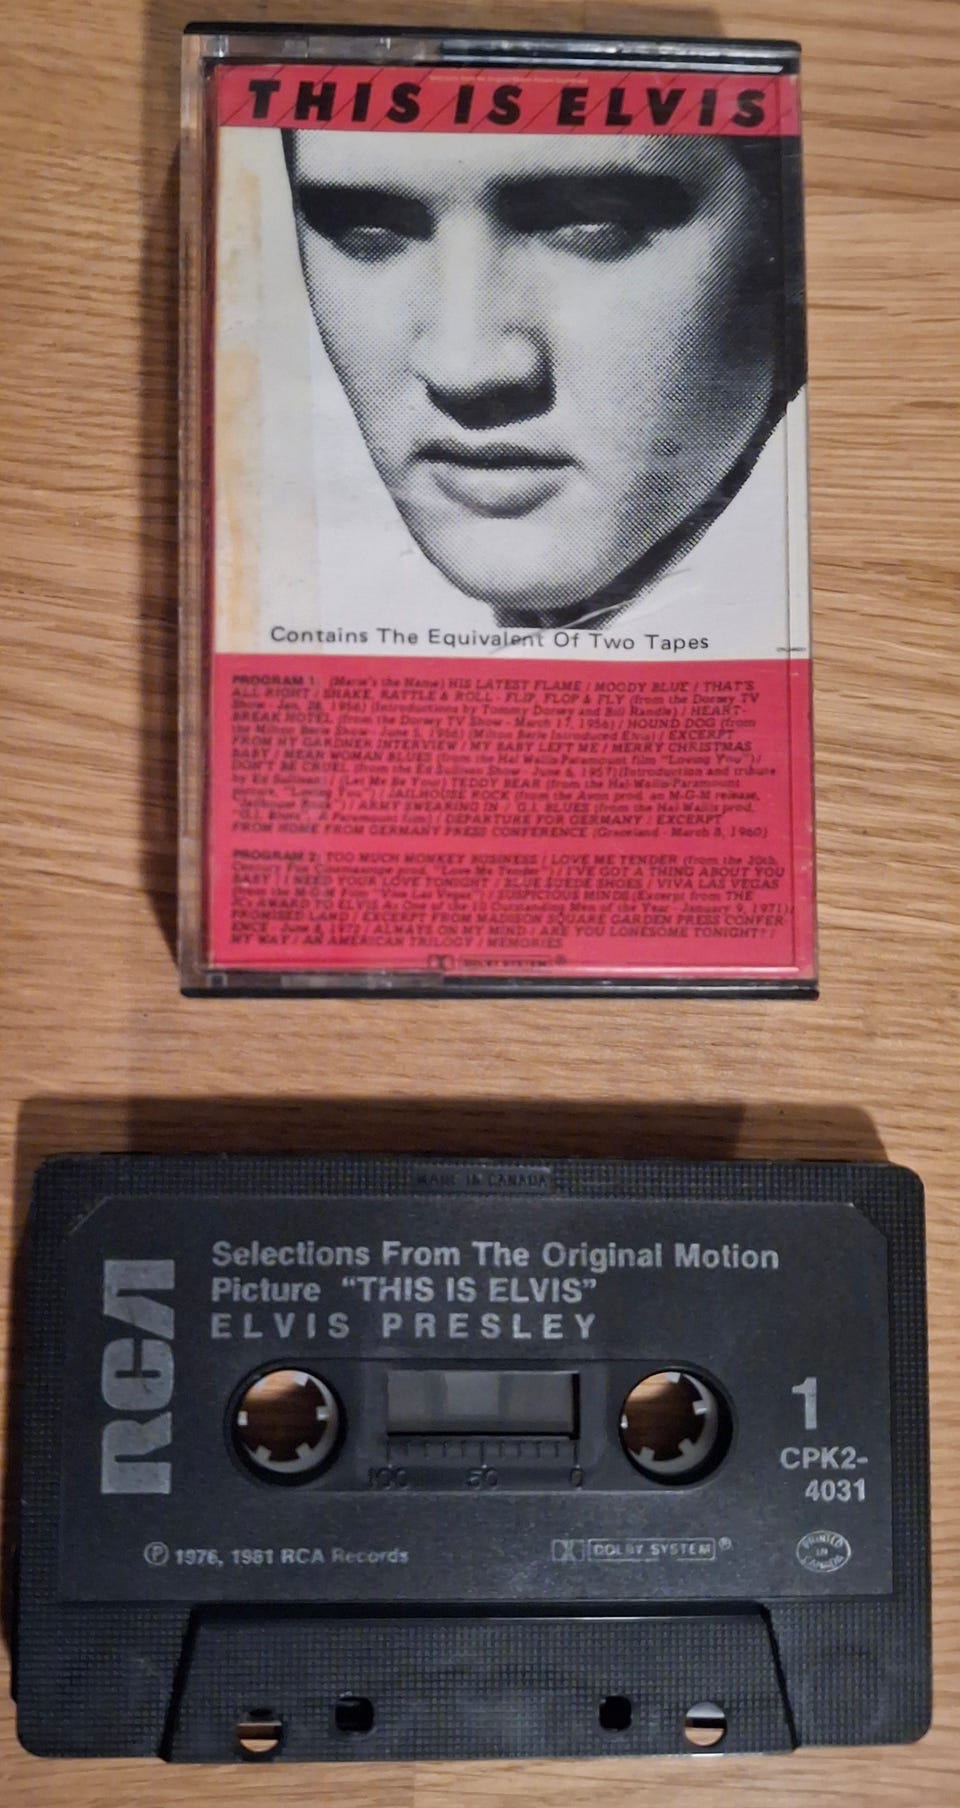 THIS IS ELVIS
Contains The Equivalent Of Two Tapes
PROGRAM 1: (Marie's the Name) HIS LATEST FLAME / MOODY BLUE / THAT'S
ALL RIGHT / SHAKE, RATTLE & ROLL - FLIP, FLOP & FLY (from the Dorsey TV
Show - Jan. 28, 1956) (Introductions by Tommy Dorsey and Bill Randle) / HEART-
BREAK HOTEL (from the Dorsey TV Show - March 17, 1956) / HOUND DOG (from
the Milton Berle Show - June 5, 1956) (Milton Berle Introduced Elvis) / EXCERPT
FROM HY GARDNER INTERVIEW / MY BABY LEFT ME / MERRY CHRISTMAS
BABY / MEAN WOMAN BLUES (from the Hal Wallis-Paramount film "Loving You") /
DON'T BE CRUEL (from the Ed Sullivan Show - June 6, 1957) (Introduction and tribute
by Ed Sullivan) / (Let Me Be Your) TEDDY BEAR (from the Hal Wallis-Paramount
picture, "Loving You") / JAILHOUSE ROCK (from the Avon prod. an M-G-M release,
"Jailhouse Rock") / ARMY SWEARING IN / G.I. BLUES (from the Hal Wallis prod.
"G.I. Blues", A Paramount film) / DEPARTURE FOR GERMANY / EXCERPT
FROM HOME FROM GERMANY PRESS CONFERENCE (Graceland - March 8, 1960)
PROGRAM 2: TOO MUCH MONKEY BUSINESS / LOVE ME TENDER (from the 20th
Century Fox Cinemascope prod. "Love Me Tender") / I'VE GOT A THING ABOUT YOU
BABY / I NEED YOUR LOVE TONIGHT / BLUE SUEDE SHOES / VIVA LAS VEGAS
(from the M-G-M "Viva Las Vegas") / SUSPICIOUS MINDS (Excerpt from THE
JC's AWARD TO ELVIS As One of the 10 Outstanding Men of the Year - January 9, 1971) /
PROMISED LAND / EXCERPT FROM MADISON SQUARE GARDEN PRESS CONFER
ENCE - June 8, 1972 / ALWAYS ON MY MIND / ARE YOU LONESOME TONIGHT? /
MY WAY / AN AMERICAN TRILOGY / MEMORIES
DOLBY SYSTEM®
MADE IN CANADA
Selections From The Original Motion
Picture "THIS IS ELVIS"
ELVIS PRESLEY
RCA
1
CPK2-
4031
100 50 0
℗ 1976, 1981 RCA Records
DOLBY SYSTEM®
PRINTED
IN
CANADA